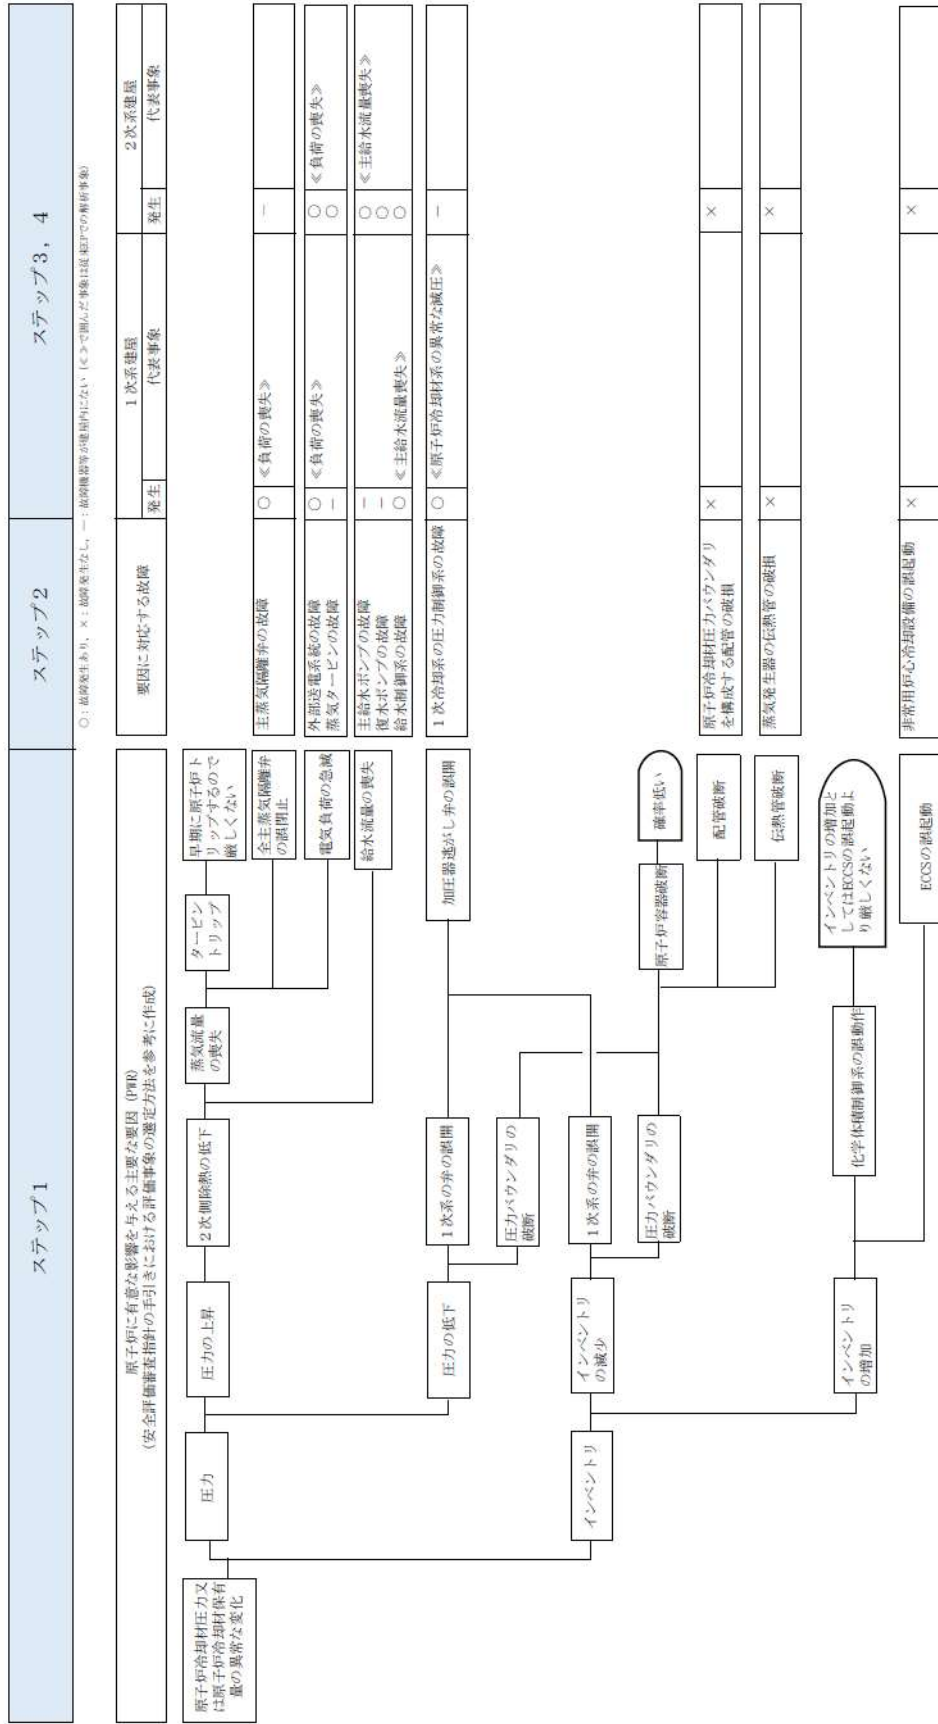 ステップ1
ステップ2
ステップ3, 4
○：故障発生あり、×：故障発生なし、－：故障機器等が建屋内にない（≪≫で囲んだ事象は従来EPでの解析事象）
原子炉に有意な影響を与える主要な要因（PWR）
（安全評価審査指針の手引きにおける評価事象の選定方法を参考に作成）
要因に対応する故障
1次系建屋
発生
代表事象
2次系建屋
発生
代表事象
原子炉冷却材圧力又
は原子炉冷却材保有
量の異常な変化
圧力
圧力の上昇
2次側除熱の低下
蒸気流量
の喪失
タービン
トリップ
早期に原子炉ト
リップするので
厳しくない
全主蒸気隔離弁
の誤閉止
主蒸気隔離弁の故障
○
≪負荷の喪失≫
－
電気負荷の急減
外部送電系統の故障
○
≪負荷の喪失≫
○
≪負荷の喪失≫
蒸気タービンの故障
－
○
給水流量の喪失
主給水ポンプの故障
－
○
≪主給水流量喪失≫
復水ポンプの故障
－
○
給水制御系の故障
○
≪主給水流量喪失≫
○
圧力の低下
1次系の弁の誤開
加圧器逃がし弁の誤開
1次冷却系の圧力制御系の故障
○
≪原子炉冷却材系の異常な減圧≫
－
圧力バウンダリの
破断
インベントリ
インベントリ
の減少
1次系の弁の誤開
圧力バウンダリの
破断
原子炉容器破断
確率低い
配管破断
原子炉冷却材圧力バウンダリ
を構成する配管の破損
×
×
伝熱管破断
蒸気発生器の伝熱管の破損
×
×
インベントリ
の増加
化学体積制御系の誤動作
インベントリの増加と
してはECCSの誤起動よ
り厳しくない
ECCSの誤起動
非常用炉心冷却設備の誤起動
×
×